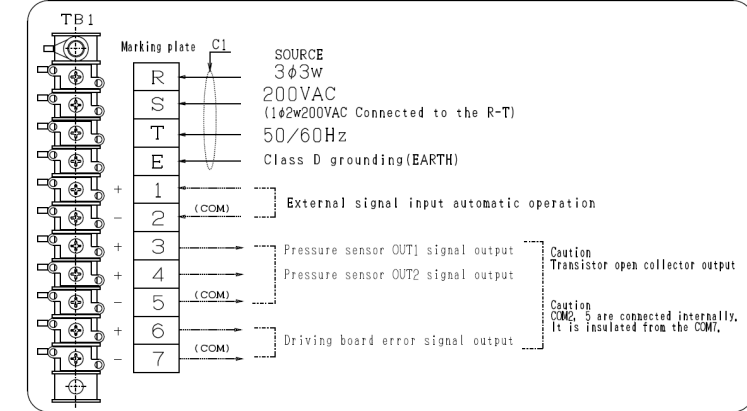 TB1
Marking plate C1
SOURCE
R 3ϕ3w
S 200VAC
(1ϕ2w200VAC Connected to the R-T)
T 50/60Hz
E Class D grounding(EARTH)
+ 1
External signal input automatic operation
- 2 (COM)
+ 3 Pressure sensor OUT1 signal output
+ 4 Pressure sensor OUT2 signal output
- 5 (COM)
+ 6
Driving board error signal output
- 7 (COM)
Caution
Transistor open collector output
Caution
COM2, 5 are connected internally.
It is insulated from the COM7.